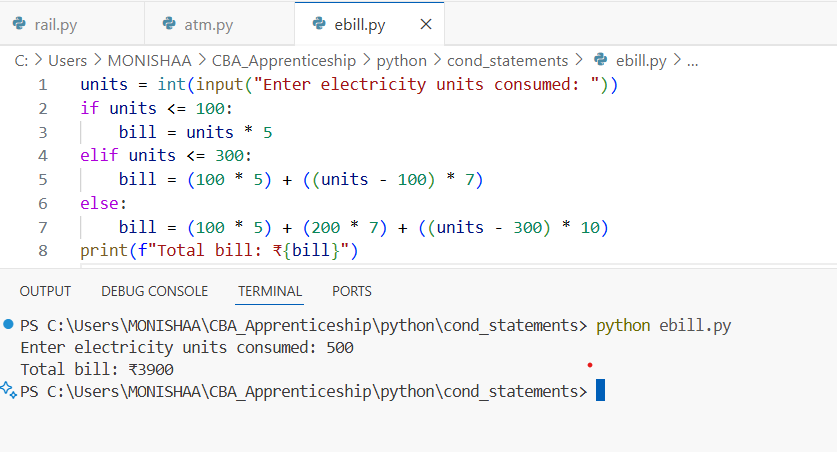 rail.py atm.py ebill.py ×
C: > Users > MONISHAA > CBA_Apprenticeship > python > cond_statements > ebill.py > ...
1 units = int(input("Enter electricity units consumed: "))
2 if units <= 100:
3     bill = units * 5
4 elif units <= 300:
5     bill = (100 * 5) + ((units - 100) * 7)
6 else:
7     bill = (100 * 5) + (200 * 7) + ((units - 300) * 10)
8 print(f"Total bill: ₹{bill}")
OUTPUT DEBUG CONSOLE TERMINAL PORTS
PS C:\Users\MONISHAA\CBA_Apprenticeship\python\cond_statements> python ebill.py
Enter electricity units consumed: 500
Total bill: ₹3900
PS C:\Users\MONISHAA\CBA_Apprenticeship\python\cond_statements>